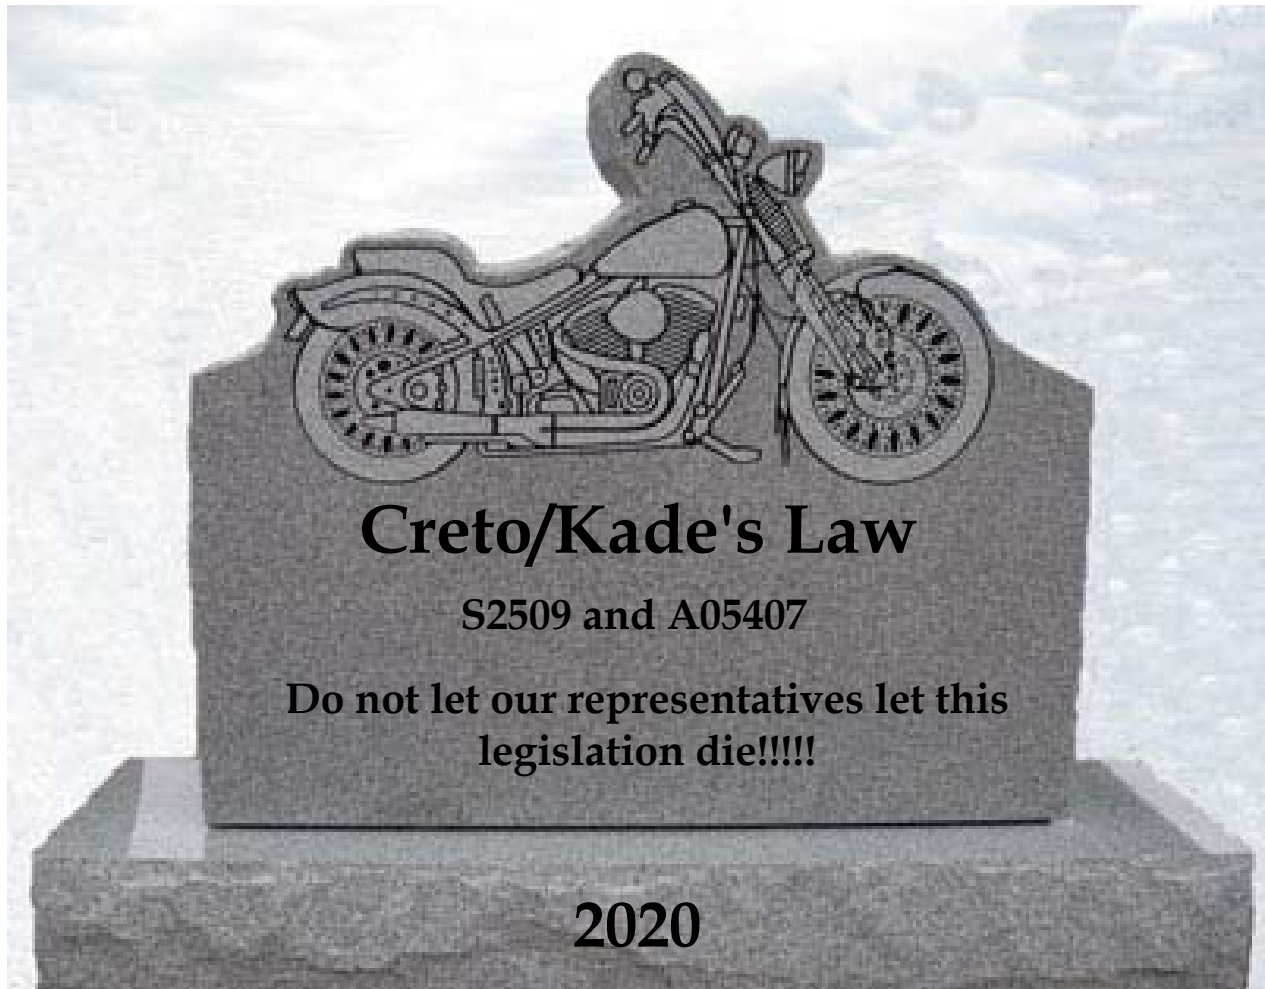 Creto/Kade's Law
S2509 and A05407
Do not let our representatives let this
legislation die!!!!!
2020